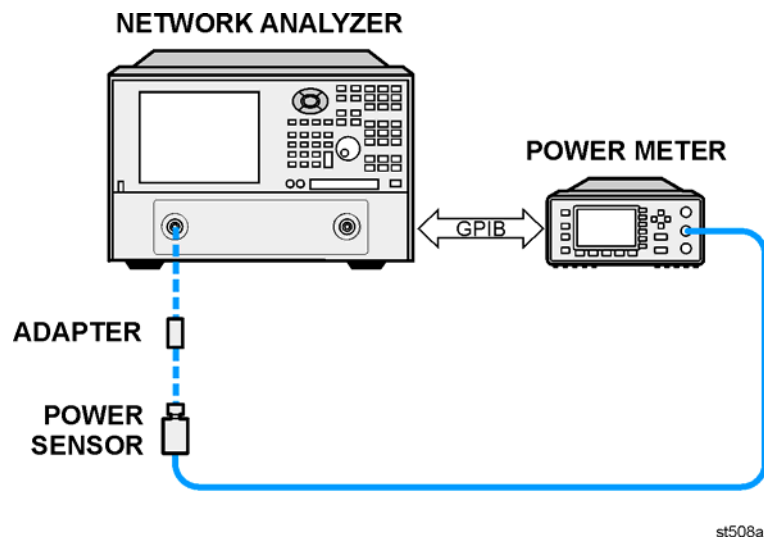 NETWORK ANALYZER
POWER METER
GPIB
ADAPTER
POWER
SENSOR
st508a